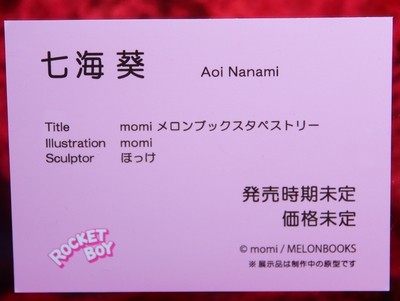 七海 葵 Aoi Nanami
Title momi メロンブックスタペストリー
Illustration momi
Sculptor ほっけ
発売時期未定
価格未定
ROCKET
BOY
© momi / MELONBOOKS
※展示品は制作中の原型です